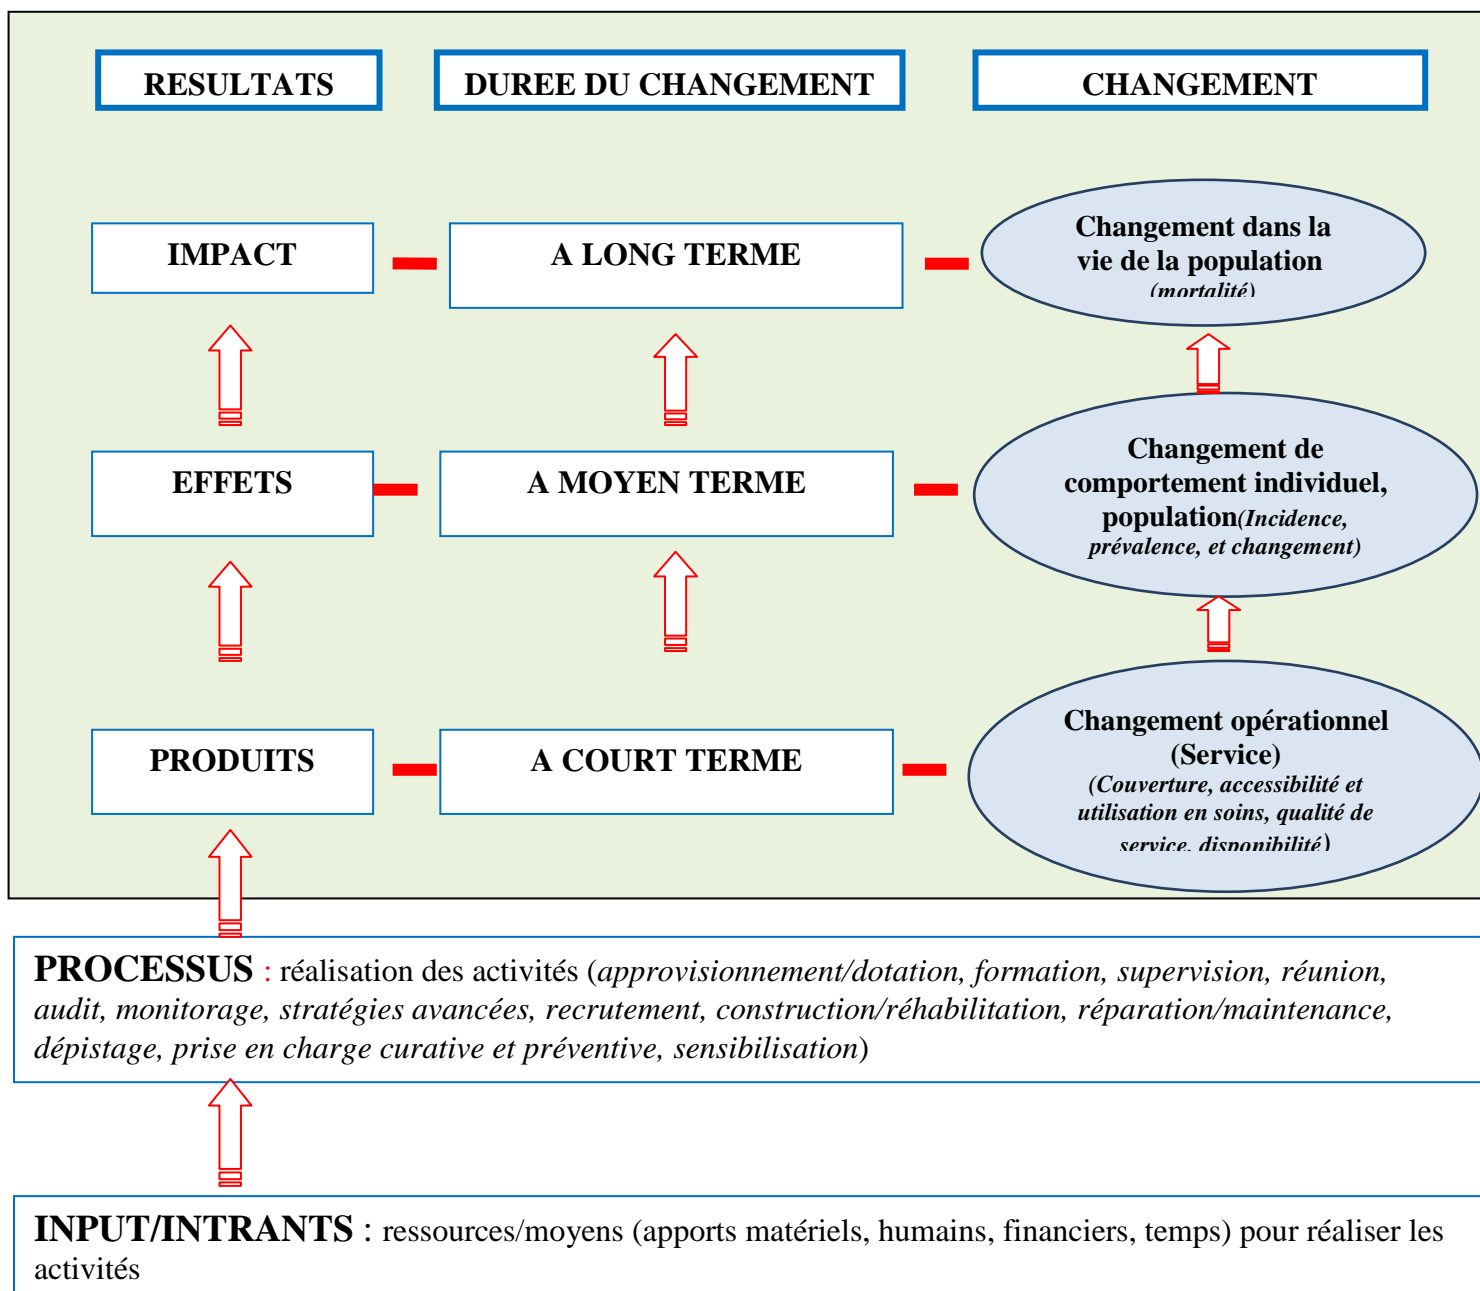 RESULTATS
DUREE DU CHANGEMENT
CHANGEMENT
IMPACT
A LONG TERME
Changement dans la
vie de la population
(mortalité)
EFFETS
A MOYEN TERME
Changement de
comportement individuel,
population(Incidence,
prévalence, et changement)
PRODUITS
A COURT TERME
Changement opérationnel
(Service)
(Couverture, accessibilité et
utilisation en soins, qualité de
service, disponibilité)
PROCESSUS : réalisation des activités (approvisionnement/dotation, formation, supervision, réunion,
audit, monitorage, stratégies avancées, recrutement, construction/réhabilitation, réparation/maintenance,
dépistage, prise en charge curative et préventive, sensibilisation)
INPUT/INTRANTS : ressources/moyens (apports matériels, humains, financiers, temps) pour réaliser les
activités